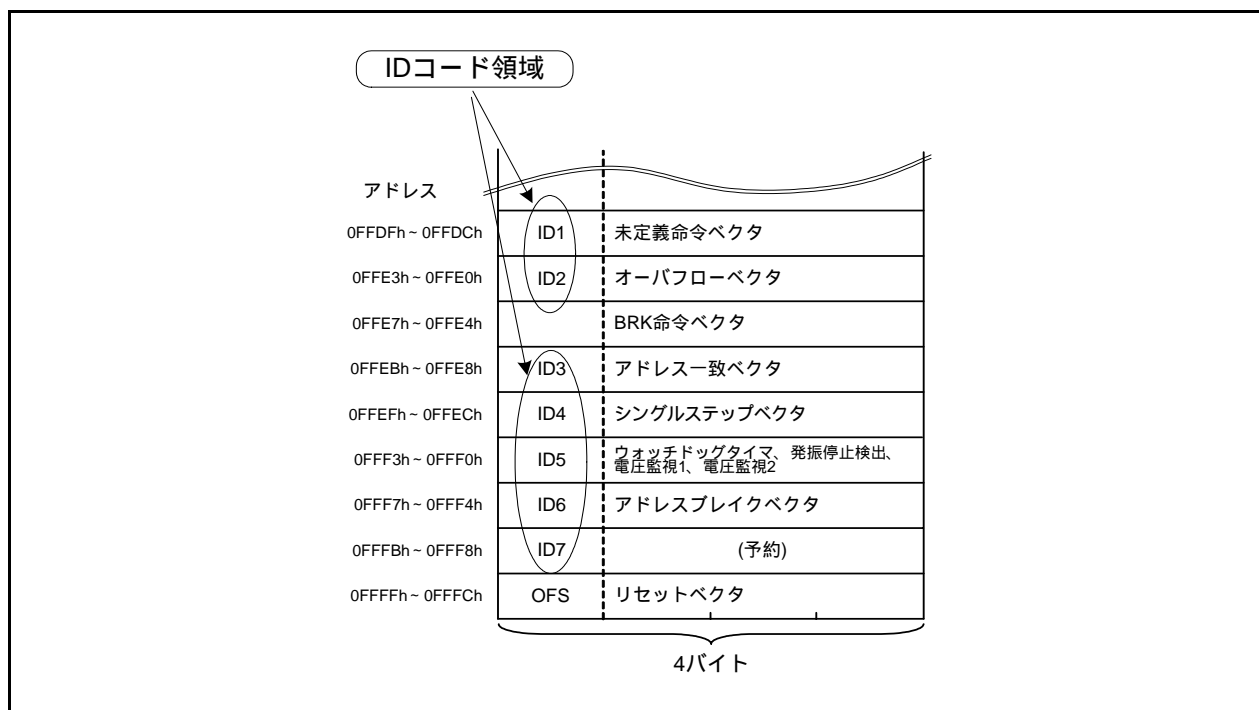 IDコード領域
アドレス
0FFDFh ~ 0FFDCh ID1 未定義命令ベクタ
0FFE3h ~ 0FFE0h ID2 オーバフローベクタ
0FFE7h ~ 0FFE4h BRK命令ベクタ
0FFEBh ~ 0FFE8h ID3 アドレス一致ベクタ
0FFEFh ~ 0FFECh ID4 シングルステップベクタ
0FFF3h ~ 0FFF0h ID5 ウォッチドッグタイマ、発振停止検出、
電圧監視1、電圧監視2
0FFF7h ~ 0FFF4h ID6 アドレスブレイクベクタ
0FFFBh ~ 0FFF8h ID7 (予約)
0FFFFh ~ 0FFFCh OFS リセットベクタ
4バイト